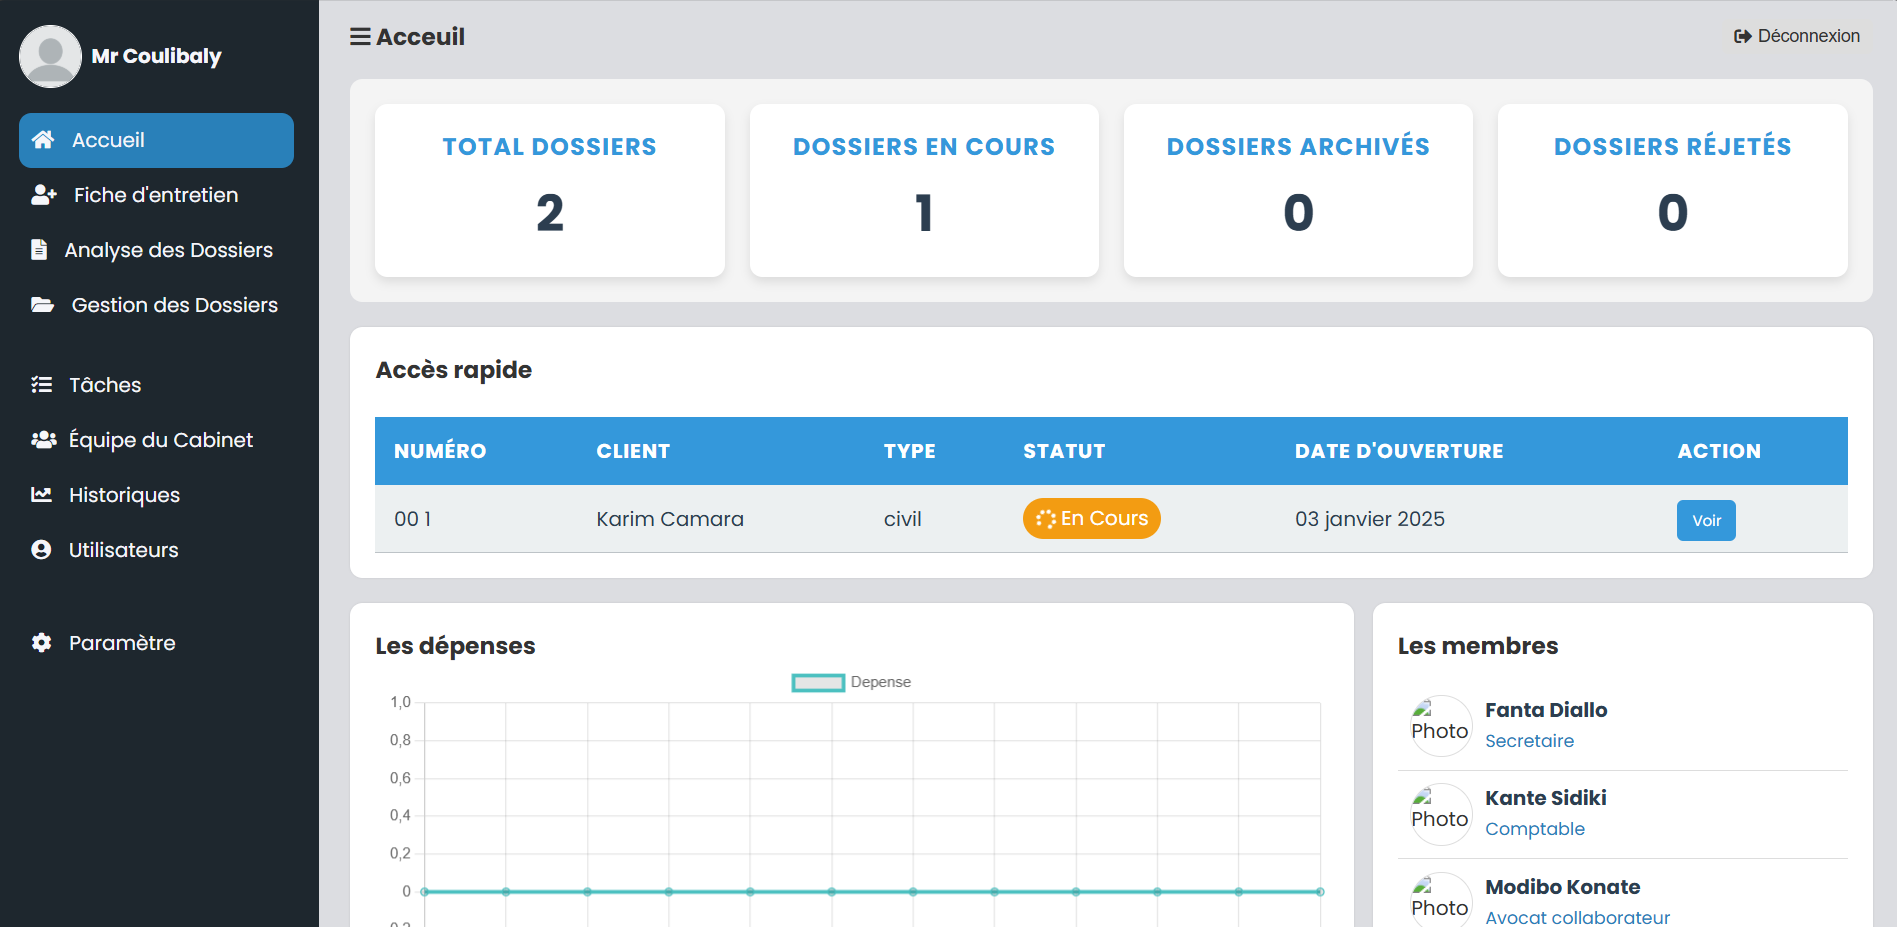 Mr Coulibaly
Accueil
Fiche d'entretien
Analyse des Dossiers
Gestion des Dossiers
Tâches
Équipe du Cabinet
Historiques
Utilisateurs
Paramètre
Acceuil
Déconnexion
TOTAL DOSSIERS
2
DOSSIERS EN COURS
1
DOSSIERS ARCHIVÉS
0
DOSSIERS RÉJETÉS
0
Accès rapide
NUMÉRO CLIENT TYPE STATUT DATE D'OUVERTURE ACTION
00 1 Karim Camara civil En Cours 03 janvier 2025 Voir
Les dépenses
Depense
1,0
0,8
0,6
0,4
0,2
0
Les membres
Photo
Fanta Diallo
Secretaire
Photo
Kante Sidiki
Comptable
Photo
Modibo Konate
Avocat collaborateur